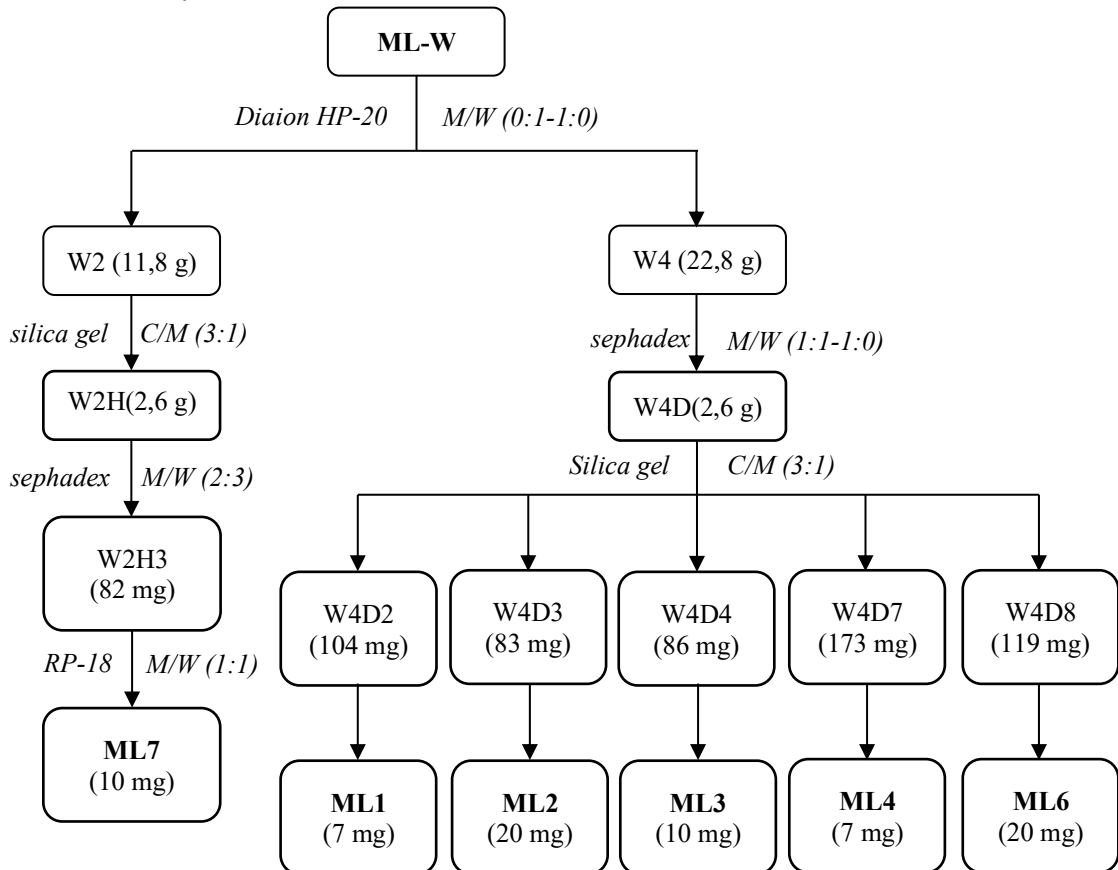 ML-W
Diaion HP-20 M/W (0:1-1:0)
W2 (11,8 g) W4 (22,8 g)
silica gel C/M (3:1) sephadex M/W (1:1-1:0)
W2H(2,6 g) W4D(2,6 g)
sephadex M/W (2:3) Silica gel C/M (3:1)
W2H3
(82 mg)
W4D2 W4D3 W4D4 W4D7 W4D8
(104 mg) (83 mg) (86 mg) (173 mg) (119 mg)
RP-18 M/W (1:1)
ML7
(10 mg)
ML1 ML2 ML3 ML4 ML6
(7 mg) (20 mg) (10 mg) (7 mg) (20 mg)